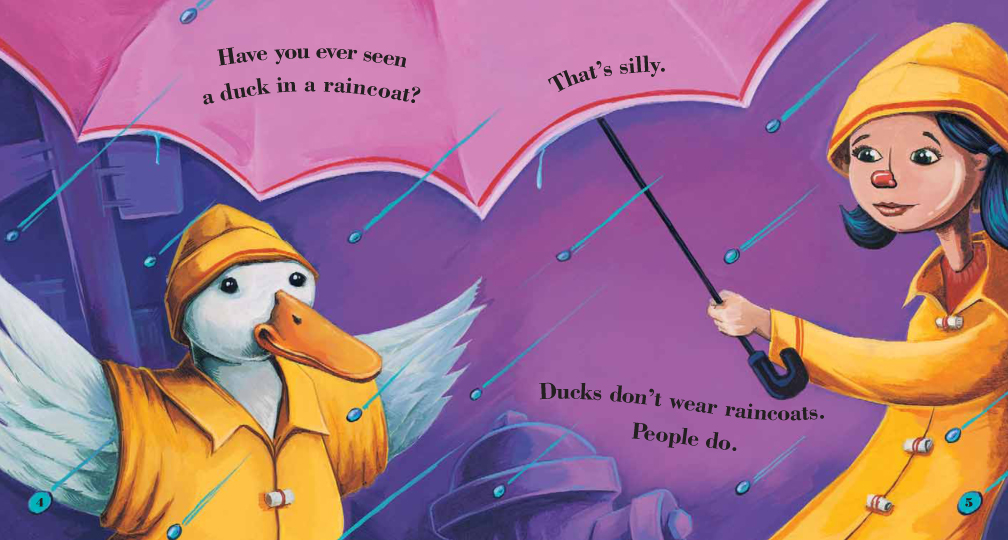 Have you ever seen
a duck in a raincoat?
That's silly.
Ducks don't wear raincoats.
People do.
4
5